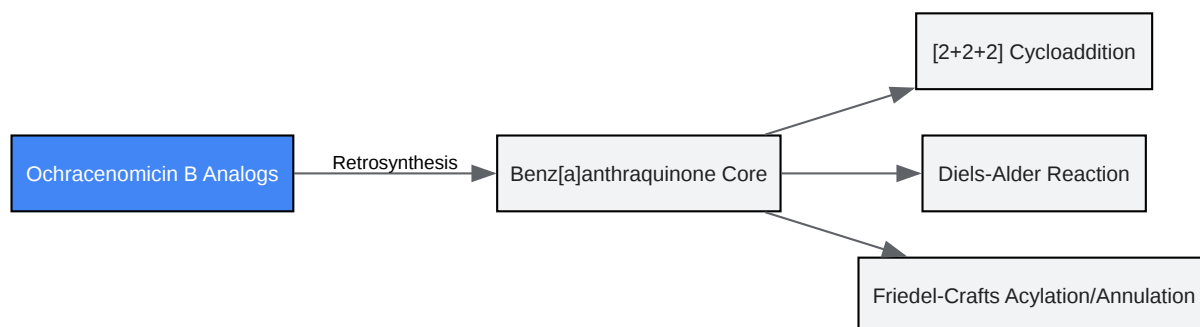 Ochracenomicin B Analogs
Retrosynthesis
Benz[a]anthraquinone Core
[2+2+2] Cycloaddition
Diels-Alder Reaction
Friedel-Crafts Acylation/Annulation